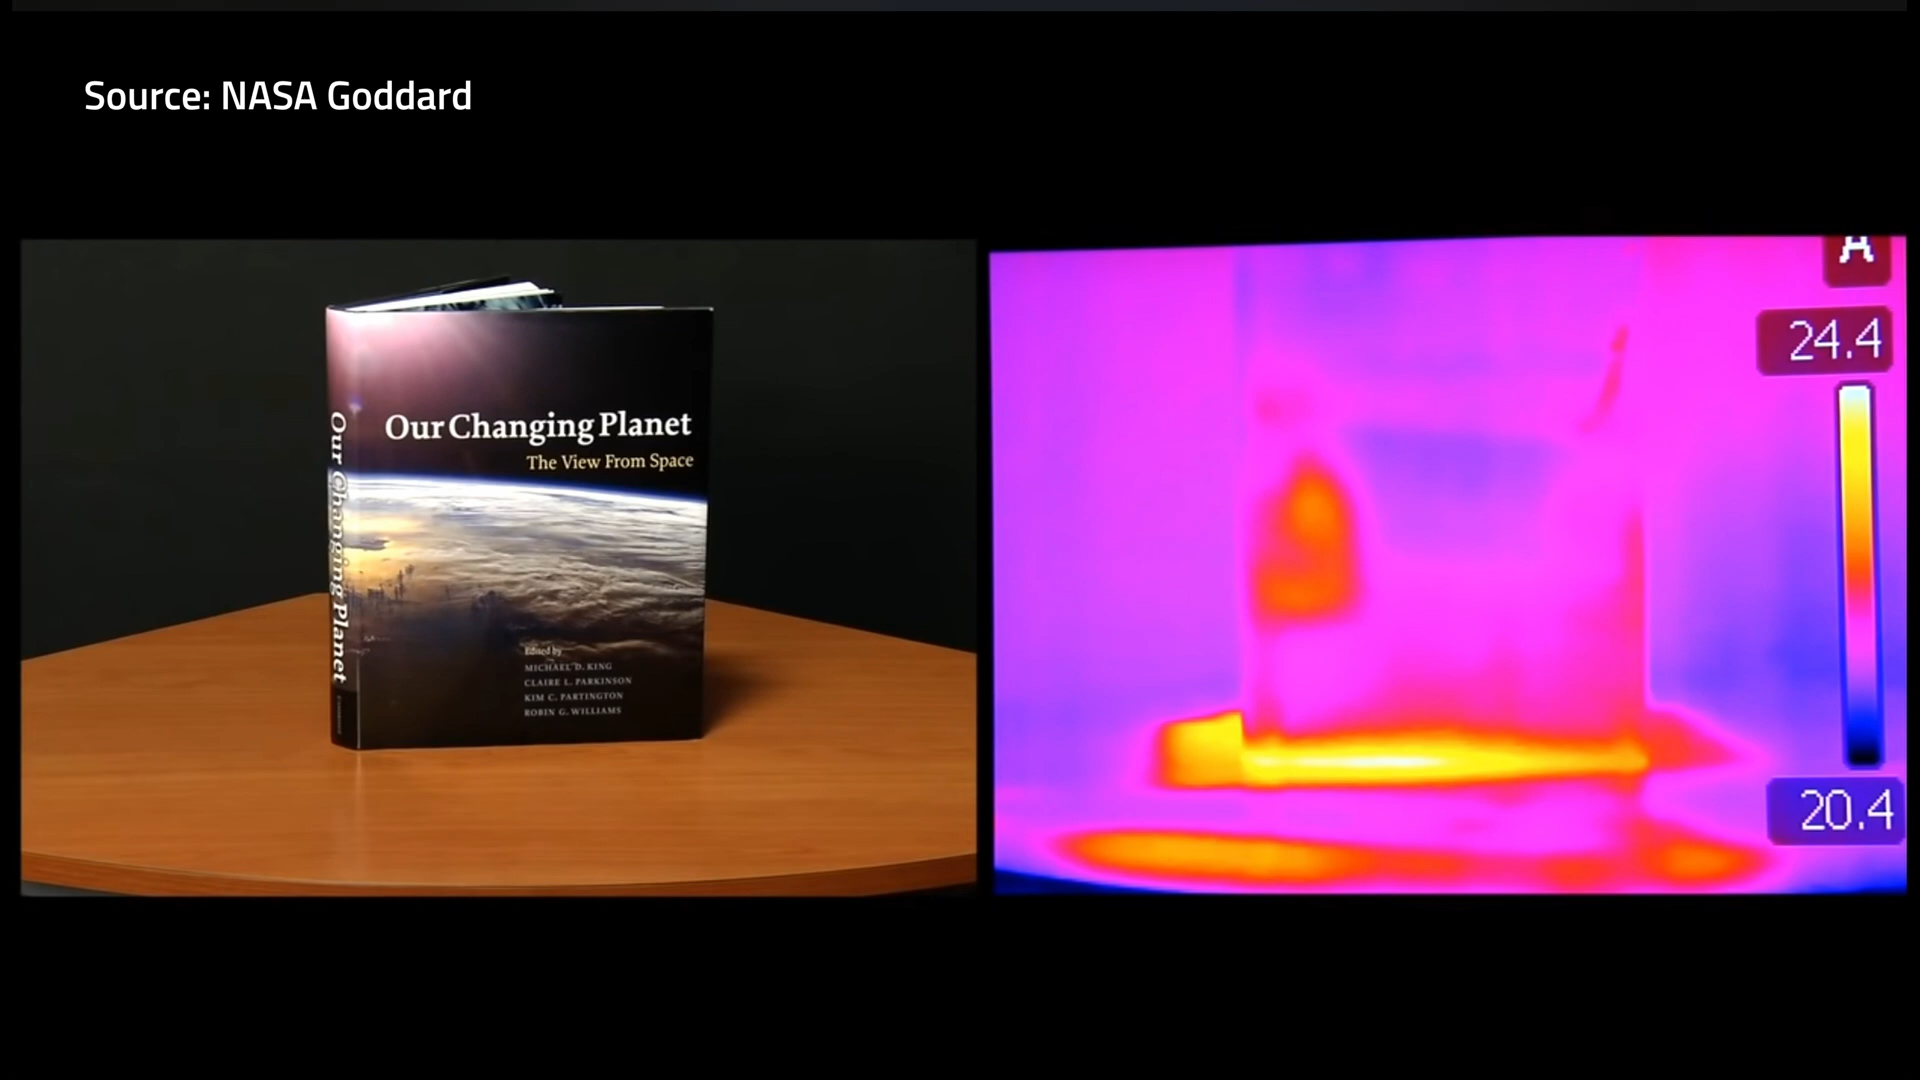 Source: NASA Goddard
Our Changing Planet
The View From Space
Our Changing Planet
Edited by
MICHAEL D. KING
CLAIRE L. PARKINSON
KIM C. PARTINGTON
ROBIN G. WILLIAMS
A
24.4
20.4